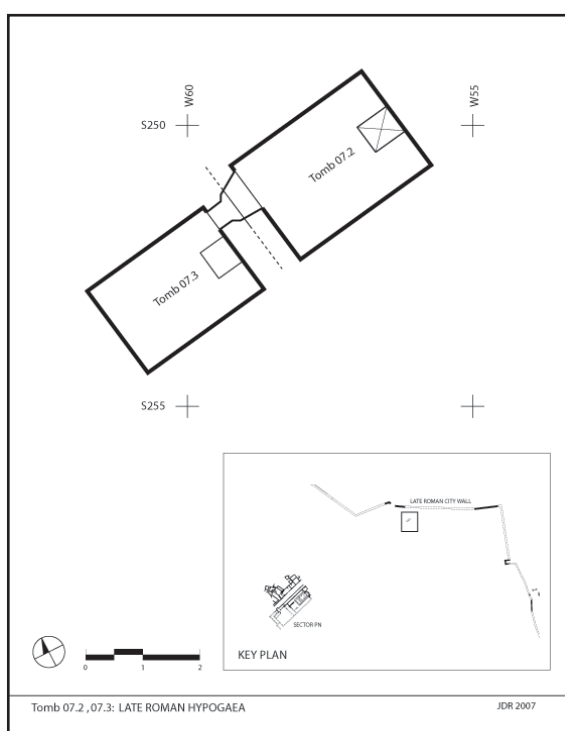 W60
W55
S250
Tomb 07.2
Tomb 07.3
S255
LATE ROMAN CITY WALL
SECTOR PN
KEY PLAN
0 1 2
Tomb 07.2 ,07.3: LATE ROMAN HYPOGAEA
JDR 2007